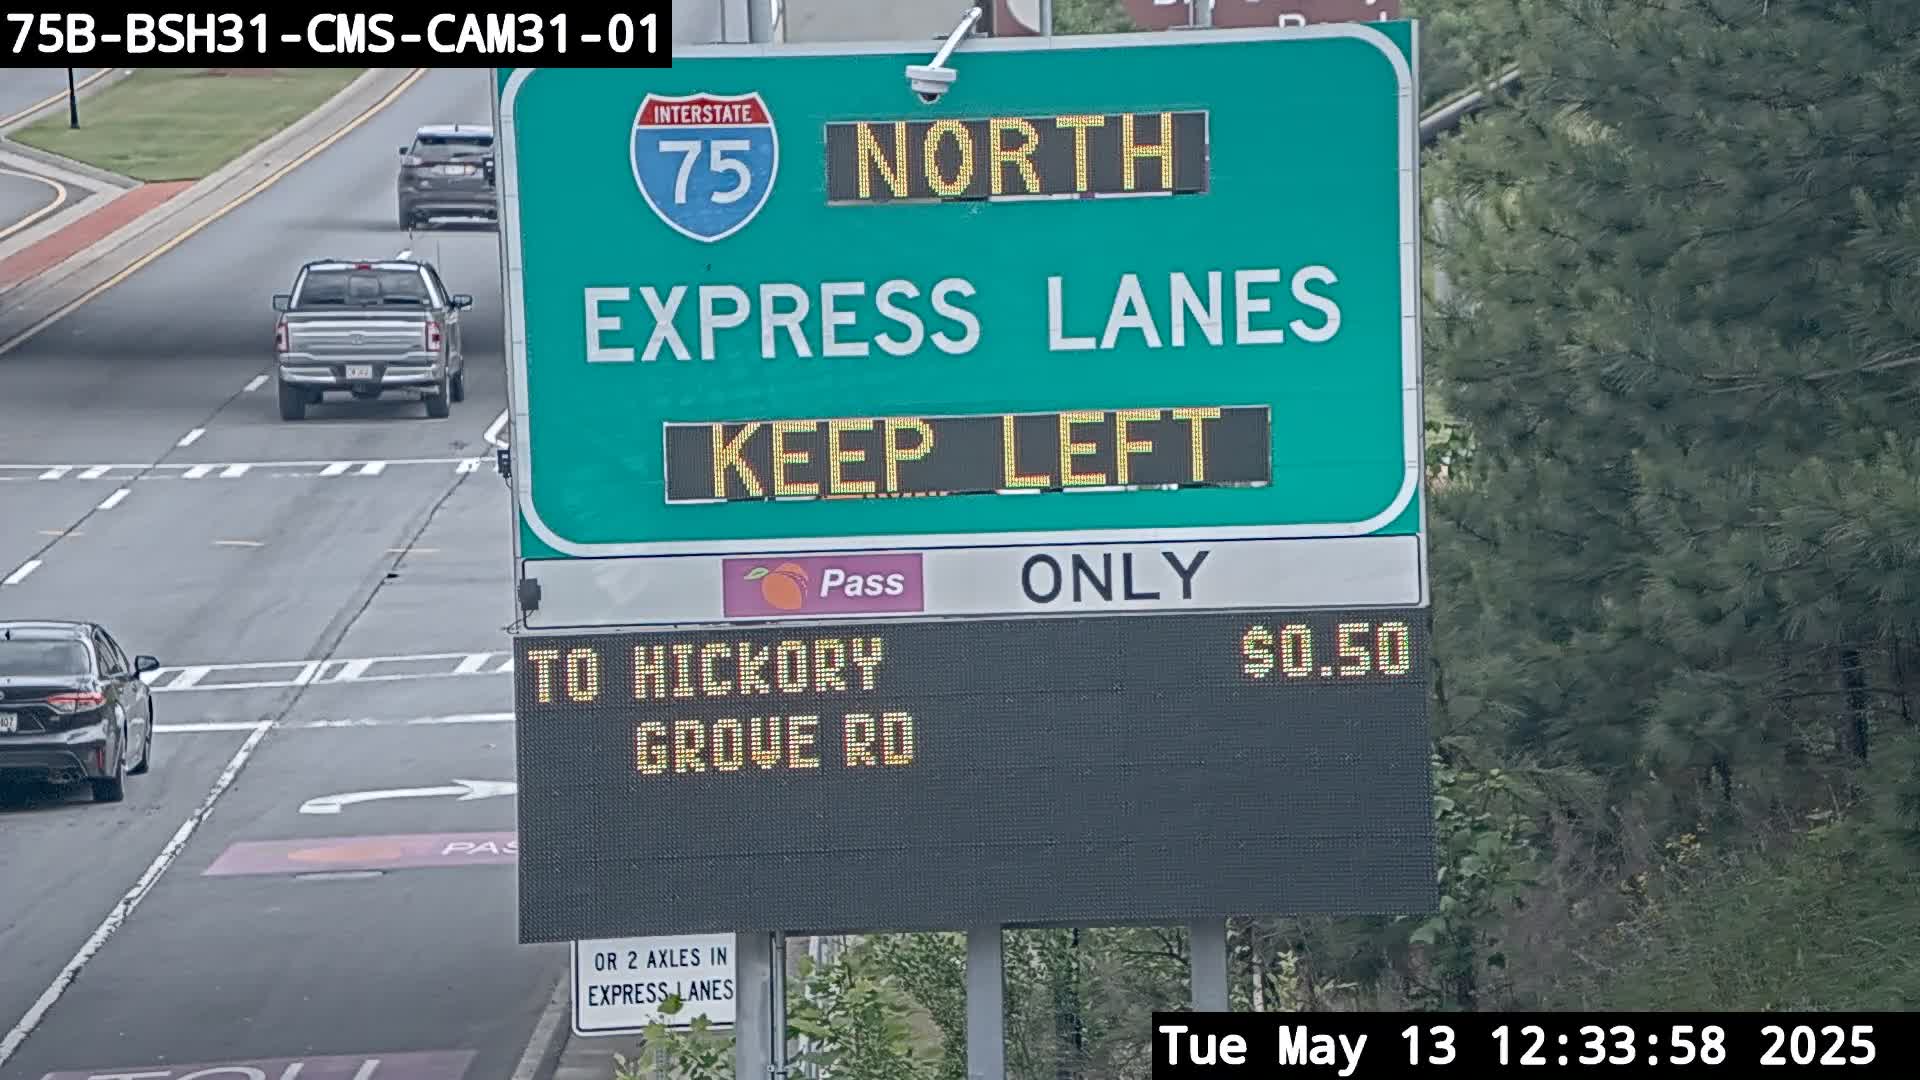 75B-BSH31-CMS-CAM31-01
INTERSTATE
75
NORTH
EXPRESS LANES
KEEP LEFT
Pass ONLY
TO HICKORY $0.50
GROVE RD
OR 2 AXLES IN
EXPRESS LANES
TOLL
Tue May 13 12:33:58 2025